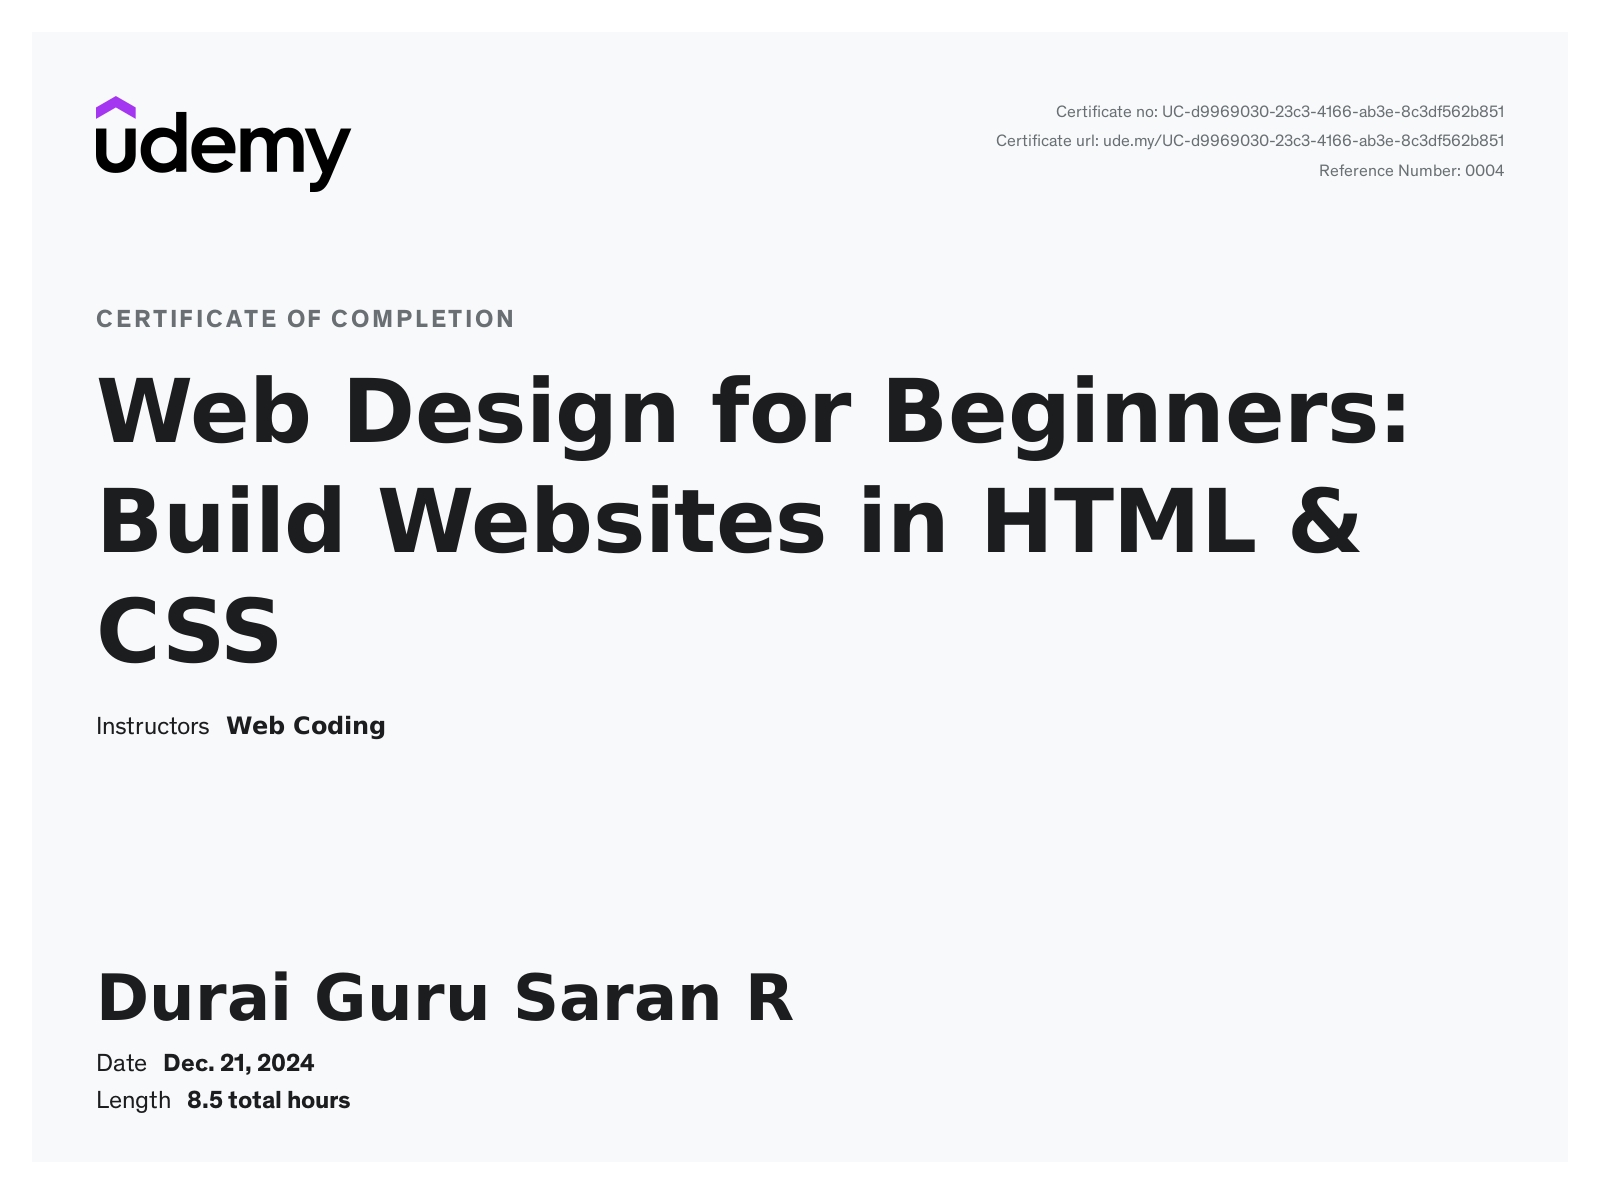 udemy
Certificate no: UC-d9969030-23c3-4166-ab3e-8c3df562b851
Certificate url: ude.my/UC-d9969030-23c3-4166-ab3e-8c3df562b851
Reference Number: 0004
CERTIFICATE OF COMPLETION
Web Design for Beginners:
Build Websites in HTML &
CSS
Instructors Web Coding
Durai Guru Saran R
Date Dec. 21, 2024
Length 8.5 total hours